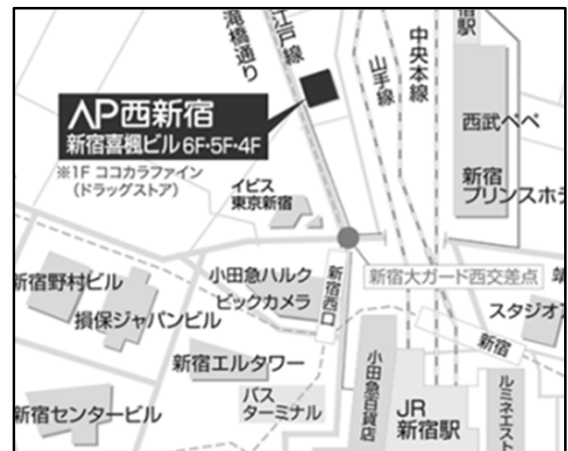 滝橋通り
江戸線
山手線
中央本線
宿駅
AP西新宿
新宿喜楓ビル 6F・5F・4F
※1F ココカラファイン
(ドラッグストア)
西武ペペ
新宿
プリンスホテ
イビス
東京新宿
新宿野村ビル
損保ジャパンビル
小田急ハルク
ビックカメラ
新宿西口
新宿大ガード西交差点
靖
スタジオア
新宿
新宿エルタワー
バス
ターミナル
新宿センタービル
小田急百貨店
JR
新宿駅
ルミネエスト